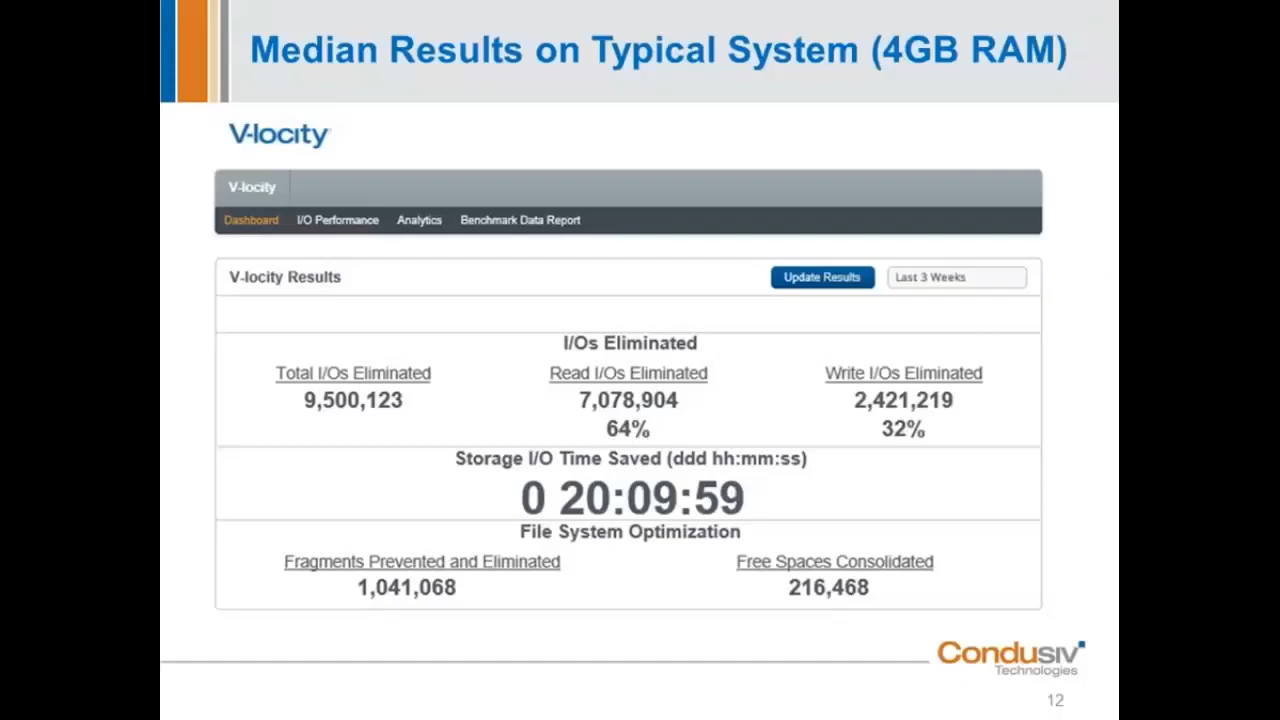 Median Results on Typical System (4GB RAM)
V-locity
V-locity
Dashboard I/O Performance Analytics Benchmark Data Report
V-locity Results Update Results Last 3 Weeks
I/Os Eliminated
Total I/Os Eliminated Read I/Os Eliminated Write I/Os Eliminated
9,500,123 7,078,904 2,421,219
64% 32%
Storage I/O Time Saved (ddd hh:mm:ss)
0 20:09:59
File System Optimization
Fragments Prevented and Eliminated Free Spaces Consolidated
1,041,068 216,468
Condusiv
Technologies
12